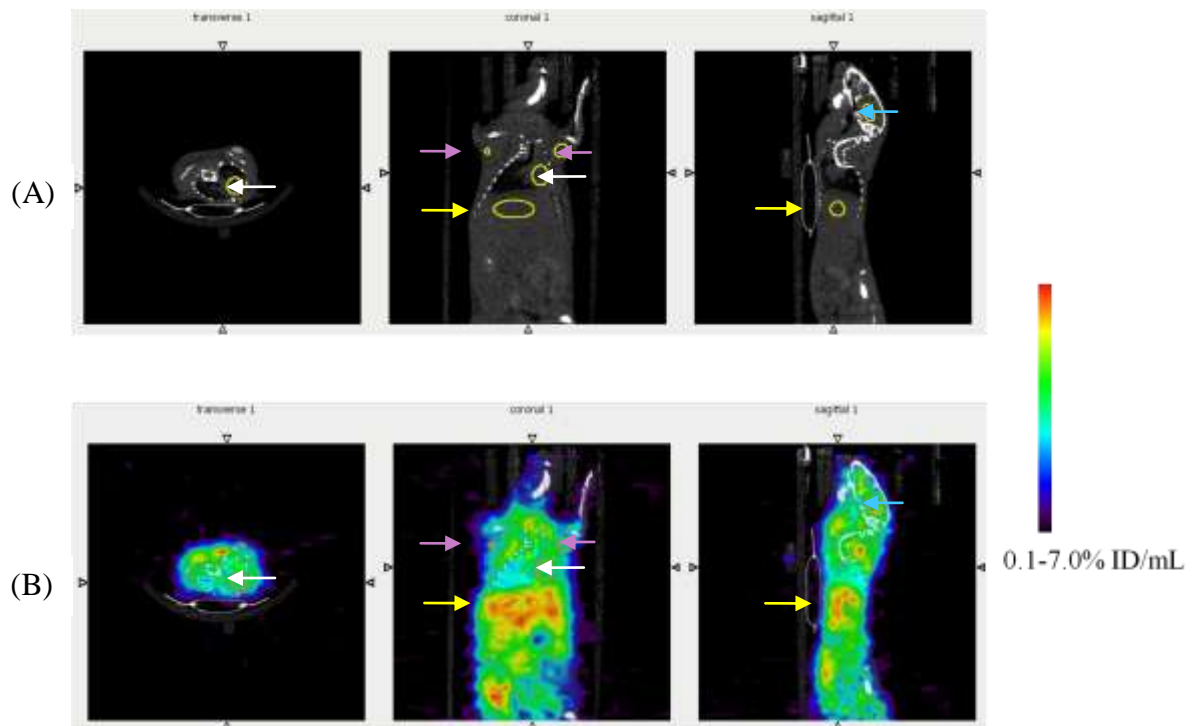 transverse 1
coronal 1
sagittal 1
(A)
transverse 1
coronal 1
sagittal 1
(B)
0.1-7.0% ID/mL